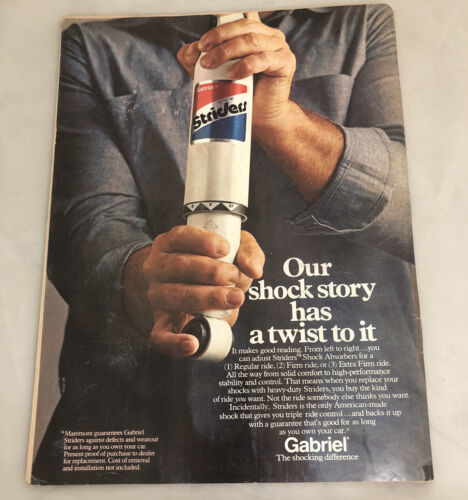 Gabriel
Striders
Our
shock story
has
a twist to it
It makes good reading. From left to right...you
can adjust Striders™ Shock Absorbers for a
(1) Regular ride, (2) Firm ride, or (3) Extra Firm ride.
All the way from solid comfort to high-performance
stability and control. That means when you replace your
shocks with heavy-duty Striders, you buy the kind
of ride you want. Not the ride somebody else thinks you want.
Incidentally, Striders is the only American-made
shock that gives you triple ride control...and backs it up
with a guarantee that's good for as long
as you own your car.*
Gabriel®
The shocking difference
*Maremont guarantees Gabriel
Striders against defects and wearout
for as long as you own your car.
Present proof of purchase to dealer
for replacement. Cost of removal
and installation not included.